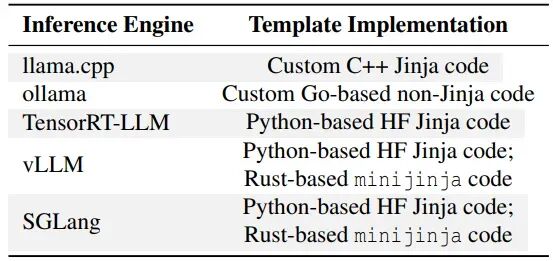 Inference Engine Template Implementation
llama.cpp Custom C++ Jinja code
ollama Custom Go-based non-Jinja code
TensorRT-LLM Python-based HF Jinja code
vLLM Python-based HF Jinja code;
Rust-based minijinja code
SGLang Python-based HF Jinja code;
Rust-based minijinja code